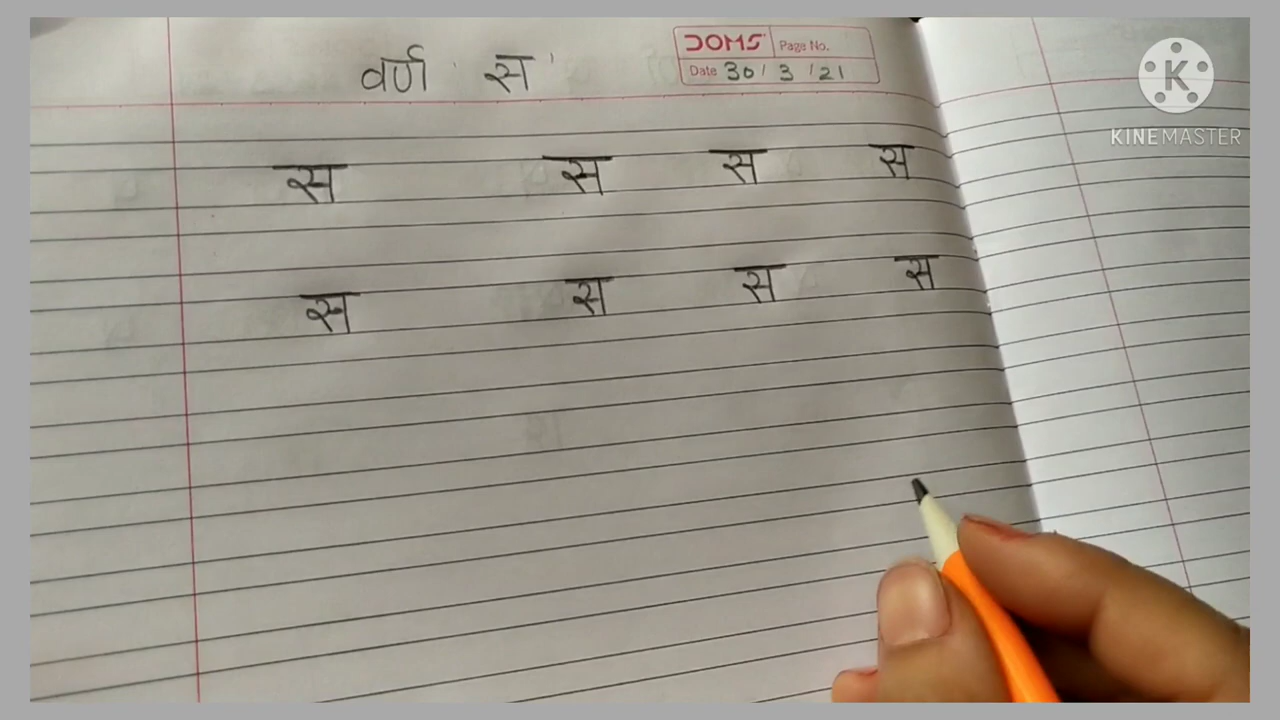 वर्ण स
DOMS Page No.
Date 30/3/21
KINEMASTER
स स स स
स स स स